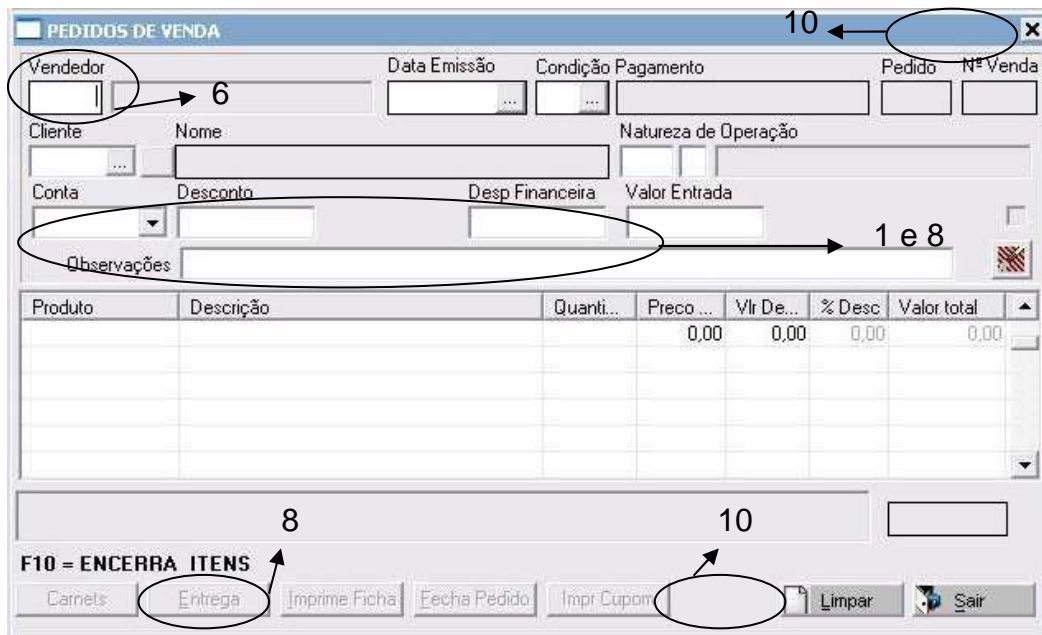 PEDIDOS DE VENDA 10
Vendedor Data Emissão Condição Pagamento Pedido Nº Venda
6 ... ...
Cliente Nome Natureza de Operação
...
Conta Desconto Desp Financeira Valor Entrada
1 e 8
Observações
Produto Descrição Quanti... Preco ... Vlr De... % Desc Valor total
0,00 0,00 0,00 0,00
8 10
F10 = ENCERRA ITENS
Carnets Entrega Imprime Ficha Fecha Pedido Impr Cupom Limpar Sair